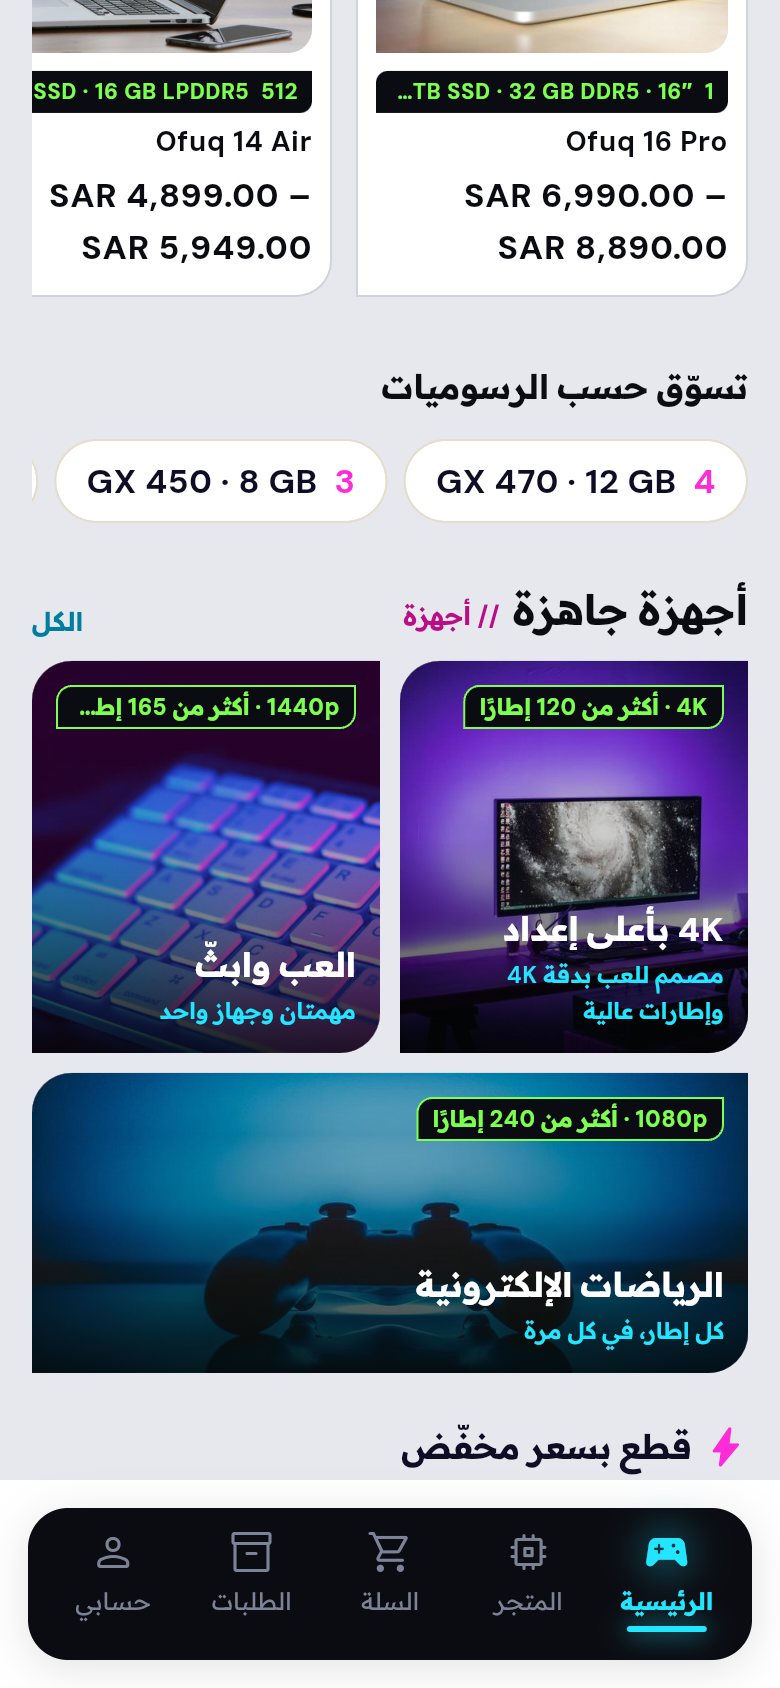 1 TB SSD · 32 GB DDR5 · 16″…
Ofuq 16 Pro
SAR 6,990.00 –
SAR 8,890.00
512 SSD · 16 GB LPDDR5
Ofuq 14 Air
SAR 4,899.00 –
SAR 5,949.00
تسوّق حسب الرسوميات
GX 470 · 12 GB 4
GX 450 · 8 GB 3
أجهزة جاهزة // أجهزة
الكل
4K · أكثر من 120 إطارًا
4K بأعلى إعداد
مصمم للعب بدقة 4K
وإطارات عالية
1440p · أكثر من 165 إط…
العب وابثّ
مهمتان وجهاز واحد
1080p · أكثر من 240 إطارًا
الرياضات الإلكترونية
كل إطار، في كل مرة
قطع بسعر مخفّض
الرئيسية
المتجر
السلة
الطلبات
حسابي